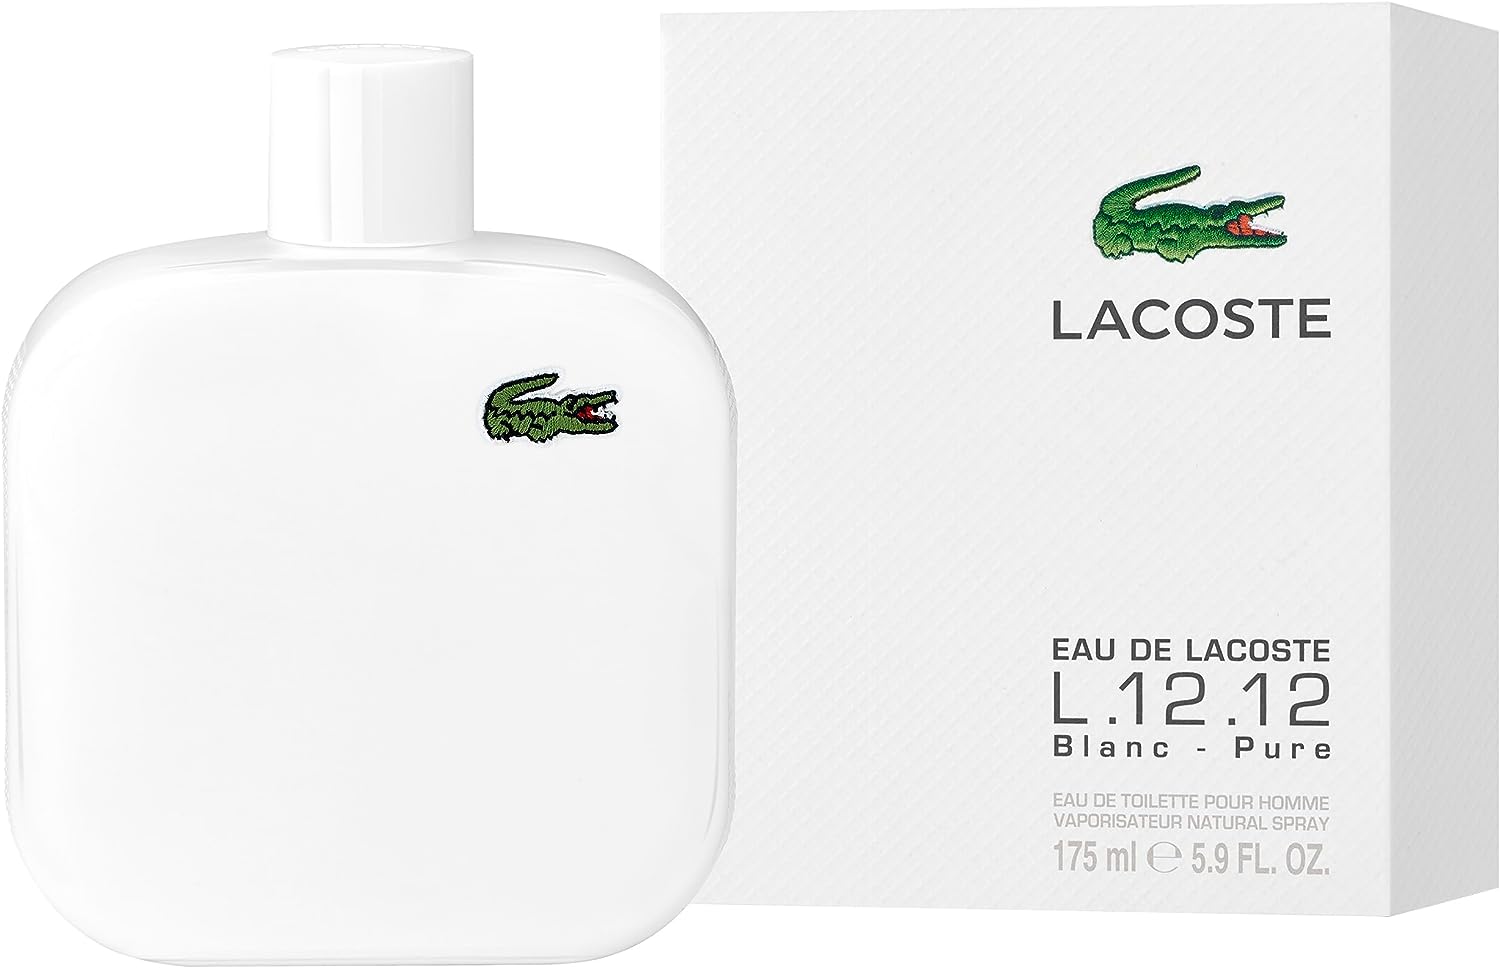 LACOSTE
EAU DE LACOSTE
L.12.12
Blanc - Pure
EAU DE TOILETTE POUR HOMME
VAPORISATEUR NATURAL SPRAY
175 ml ℮ 5.9 FL. OZ.